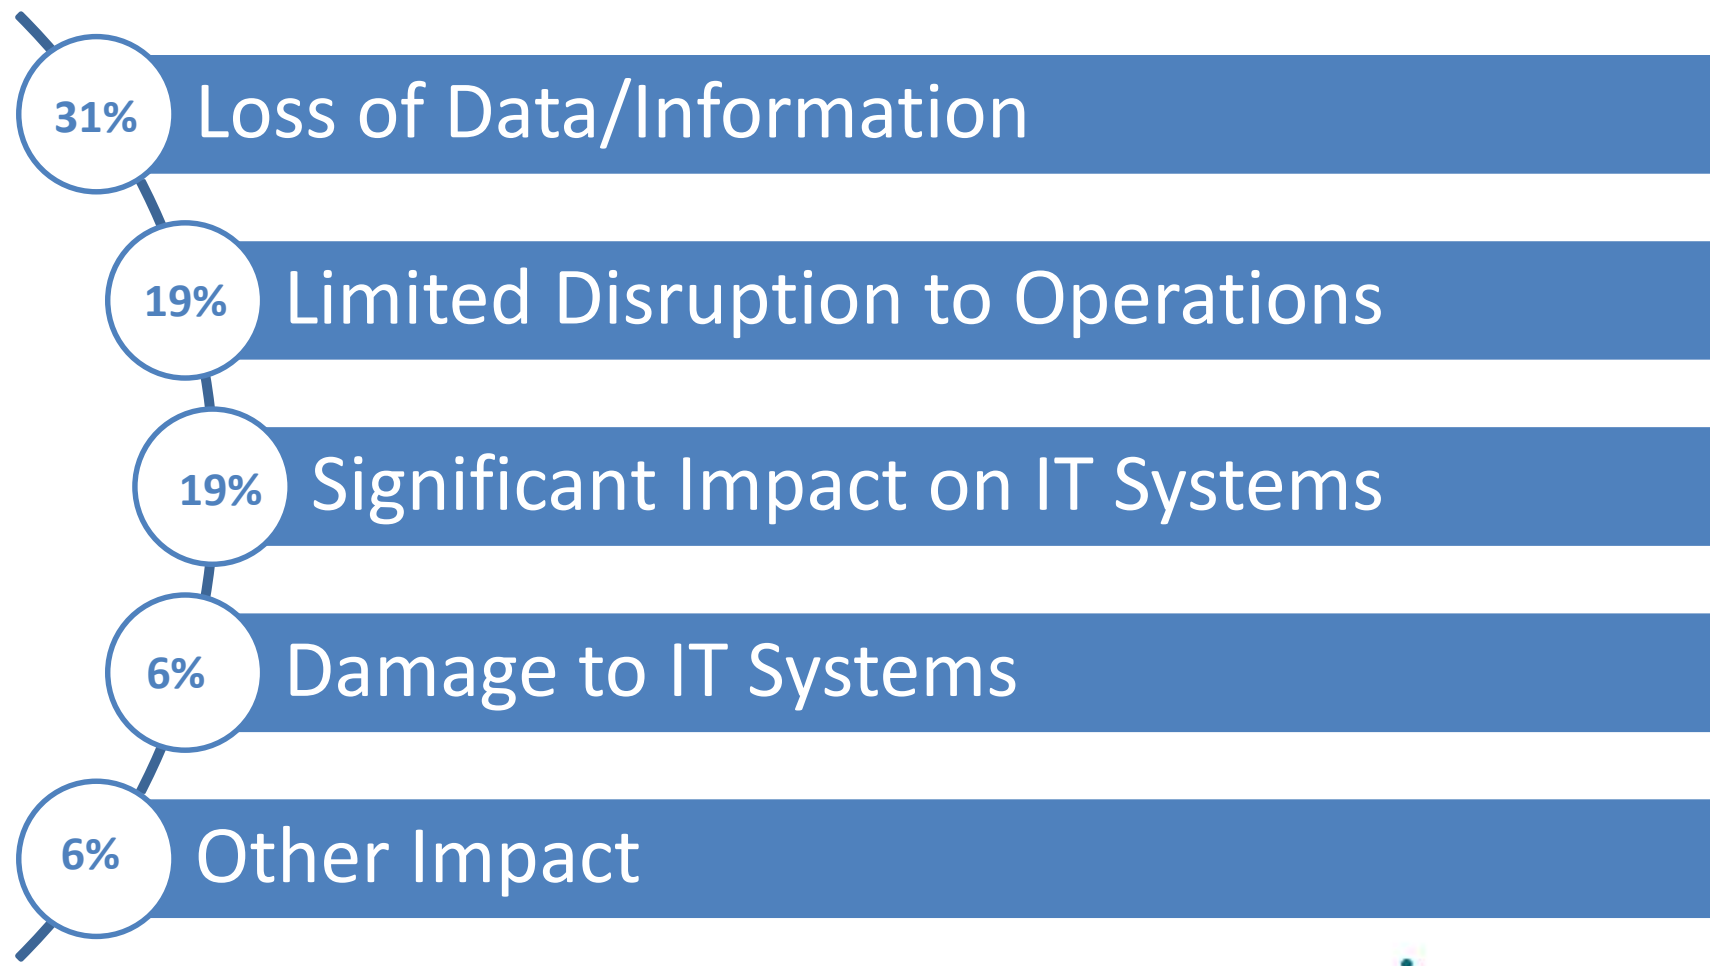 31% Loss of Data/Information
19% Limited Disruption to Operations
19% Significant Impact on IT Systems
6% Damage to IT Systems
6% Other Impact